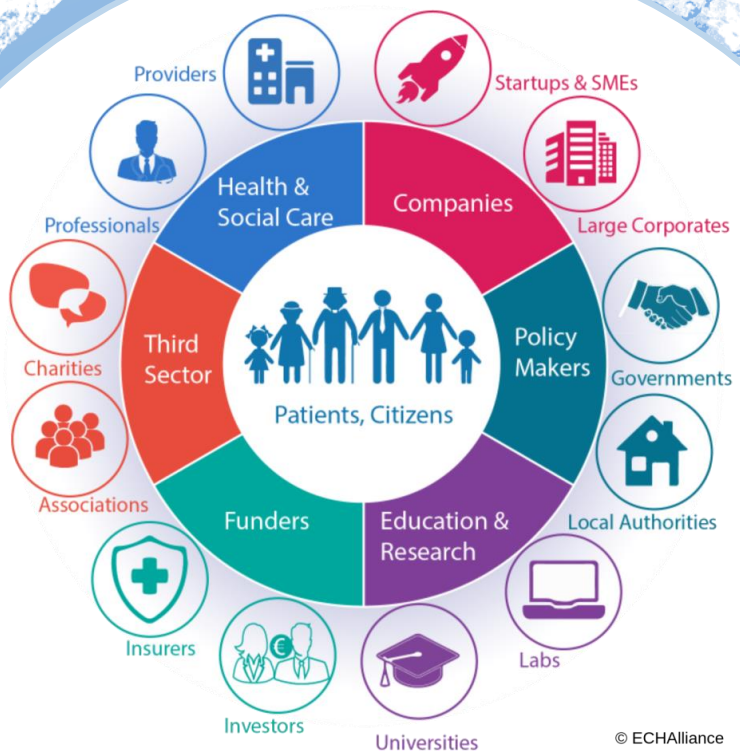 Providers
Startups & SMEs
Professionals
Health &
Social Care
Companies
Large Corporates
Charities
Third
Sector
Patients, Citizens
Policy
Makers
Governments
Associations
Funders
Education &
Research
Local Authorities
Insurers
Labs
Investors
Universities
€
© ECHAlliance